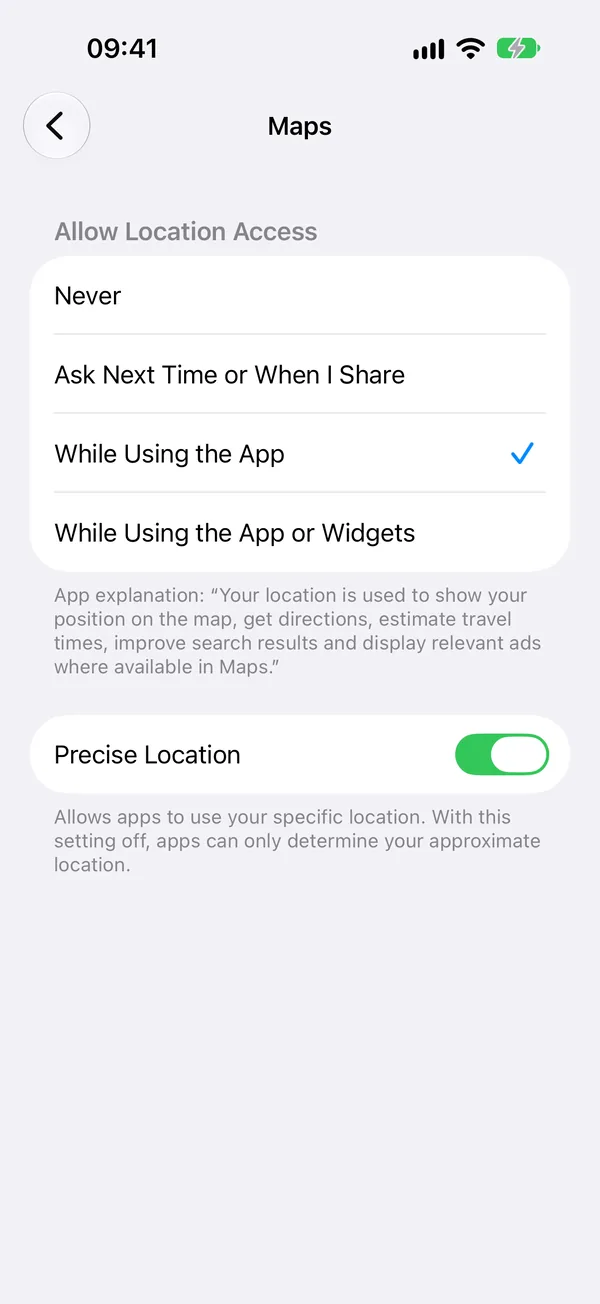 09:41
Maps
Allow Location Access
Never
Ask Next Time or When I Share
While Using the App
While Using the App or Widgets
App explanation: “Your location is used to show your
position on the map, get directions, estimate travel
times, improve search results and display relevant ads
where available in Maps.”
Precise Location
Allows apps to use your specific location. With this
setting off, apps can only determine your approximate
location.